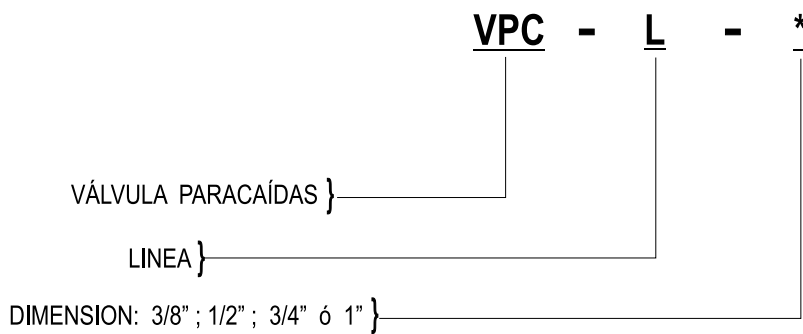 VPC - L - *
VÁLVULA PARACAÍDAS }
LINEA }
DIMENSION: 3/8” ; 1/2” ; 3/4” ó 1” }